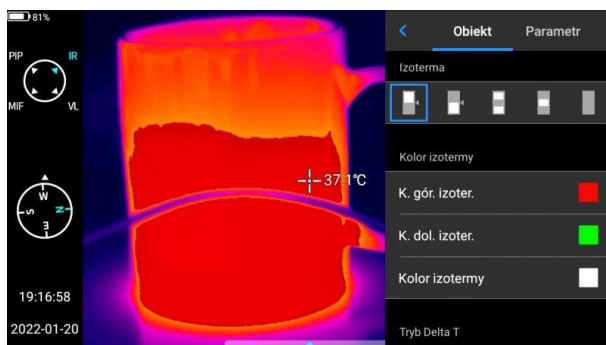 81%
PIP
IR
MIF
VL
W
S
N
E
19:16:58
2022-01-20
37,1°C
Obiekt
Parametr
Izoterma
Kolor izotermy
K. gór. izoter.
K. dol. izoter.
Kolor izotermy
Tryb Delta T